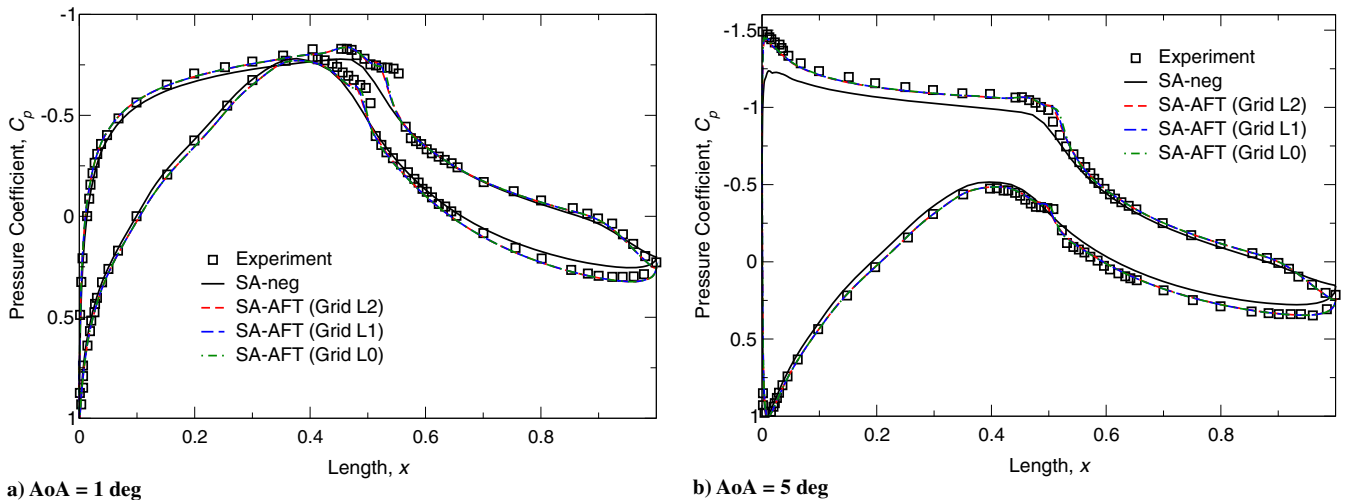 -1
-0.5
0
0.5
1
Pressure Coefficient, Cp
Experiment
SA-neg
SA-AFT (Grid L2)
SA-AFT (Grid L1)
SA-AFT (Grid L0)
0 0.2 0.4 0.6 0.8
Length, x
a) AoA = 1 deg
-1.5
-1
-0.5
0
0.5
1
Pressure Coefficient, Cp
Experiment
SA-neg
SA-AFT (Grid L2)
SA-AFT (Grid L1)
SA-AFT (Grid L0)
0 0.2 0.4 0.6 0.8
Length, x
b) AoA = 5 deg